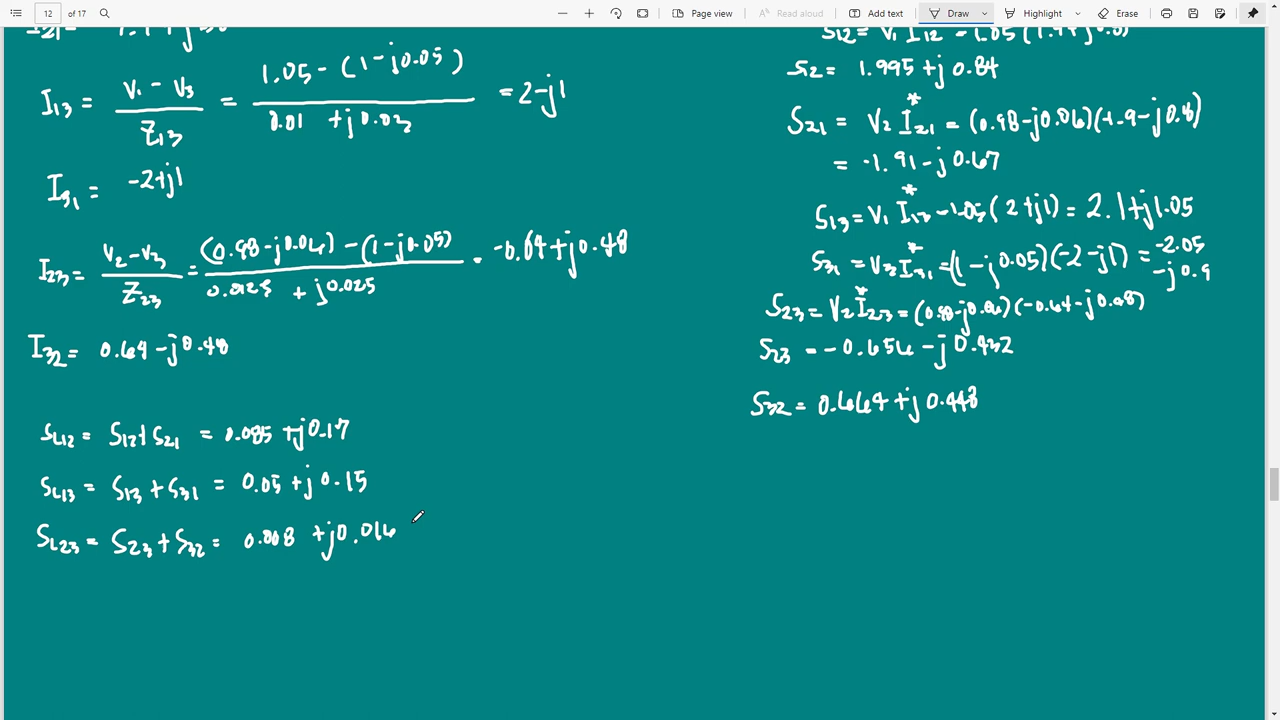 12 of 17 Page view Read aloud Add text Draw Highlight Erase
I13 = V1 - V3 / Z13 = 1.05 - (1 - j0.05) / 0.01 + j0.03 = 2 - j1
I31 = -2 + j1
I23 = V2 - V3 / Z23 = (0.98 - j0.06) - (1 - j0.05) / 0.0125 + j0.025 = -0.64 + j0.48
I32 = 0.64 - j0.48
SL12 = S12 + S21 = 0.085 + j0.17
SL13 = S13 + S31 = 0.05 + j0.15
SL23 = S23 + S32 = 0.008 + j0.016
S12 = 1.995 + j0.84
S21 = V2 I21* = (0.98 - j0.06)(-1.9 - j0.8)
= -1.91 - j0.67
S13 = V1 I13* = 1.05(2 + j1) = 2.1 + j1.05
S31 = V3 I31* = (1 - j0.05)(-2 - j1) = -2.05
-j0.9
S23 = V2 I23* = (0.98 - j0.06)(-0.64 - j0.48)
S23 = -0.656 - j0.432
S32 = 0.664 + j0.448